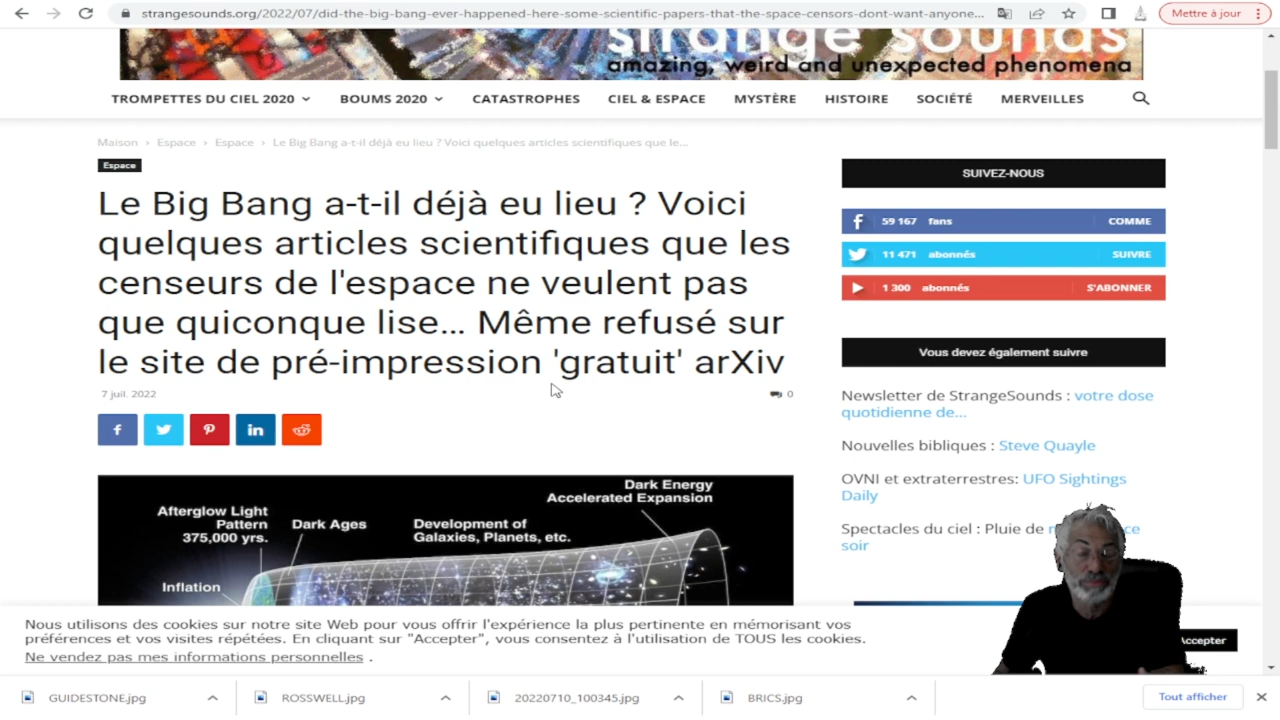 strangesounds.org/2022/07/did-the-big-bang-ever-happened-here-some-scientific-papers-that-the-space-censors-dont-want-anyone...
Mettre à jour
strange sounds
amazing, weird and unexpected phenomena
TROMPETTES DU CIEL 2020 BOUMS 2020 CATASTROPHES CIEL & ESPACE MYSTÈRE HISTOIRE SOCIÉTÉ MERVEILLES
Maison › Espace › Espace › Le Big Bang a-t-il déjà eu lieu ? Voici quelques articles scientifiques que le...
Espace
Le Big Bang a-t-il déjà eu lieu ? Voici
quelques articles scientifiques que les
censeurs de l'espace ne veulent pas
que quiconque lise... Même refusé sur
le site de pré-impression 'gratuit' arXiv
7 juil. 2022
0
Dark Energy
Accelerated Expansion
Afterglow Light
Pattern
375,000 yrs.
Dark Ages
Development of
Galaxies, Planets, etc.
Inflation
SUIVEZ-NOUS
59 167 fans COMME
11 471 abonnés SUIVRE
1 300 abonnés S'ABONNER
Vous devez également suivre
Newsletter de StrangeSounds : votre dose
quotidienne de...
Nouvelles bibliques : Steve Quayle
OVNI et extraterrestres: UFO Sightings
Daily
Spectacles du ciel : Pluie de
soir
Nous utilisons des cookies sur notre site Web pour vous offrir l'expérience la plus pertinente en mémorisant vos
préférences et vos visites répétées. En cliquant sur "Accepter", vous consentez à l'utilisation de TOUS les cookies.
Ne vendez pas mes informations personnelles .
Accepter
GUIDESTONE.jpg
ROSSWELL.jpg
20220710_100345.jpg
BRICS.jpg
Tout afficher